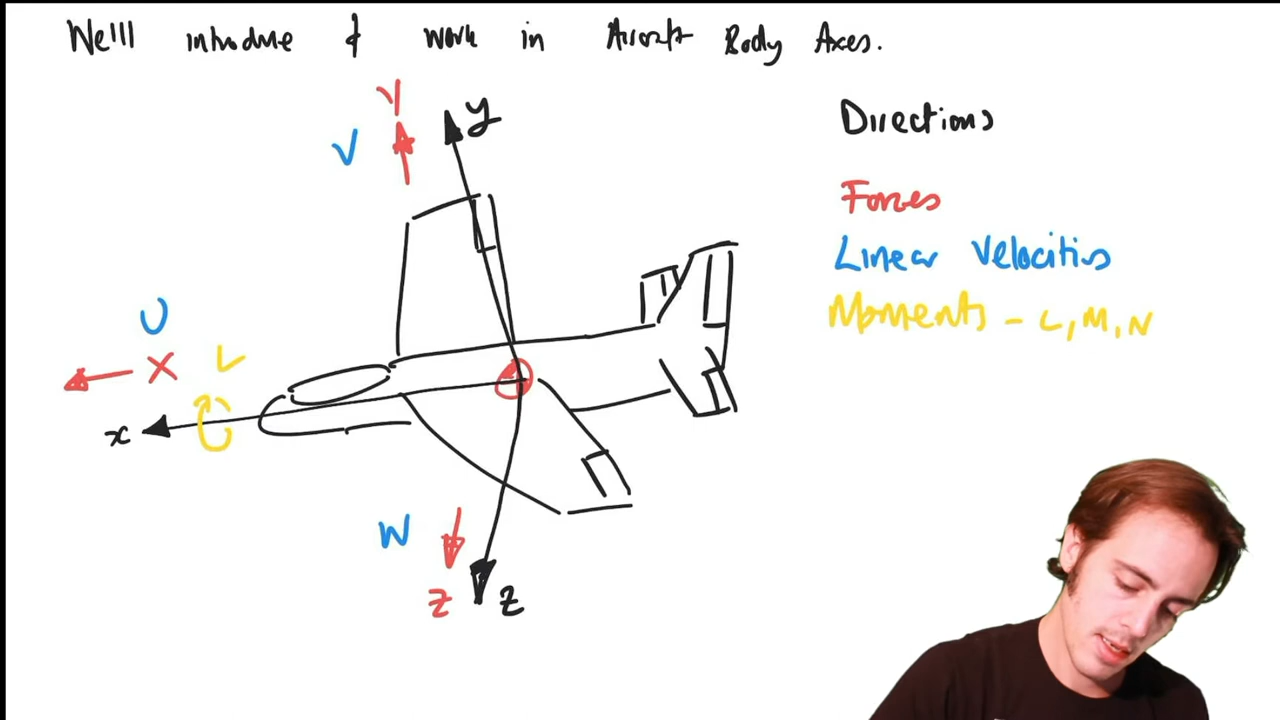 We'll introduce & work in Aircraft Body Axes.
Y
V
y
Directions
Forces
Linear Velocities
Moments - L, M, N
U
X
L
x
W
Z
z